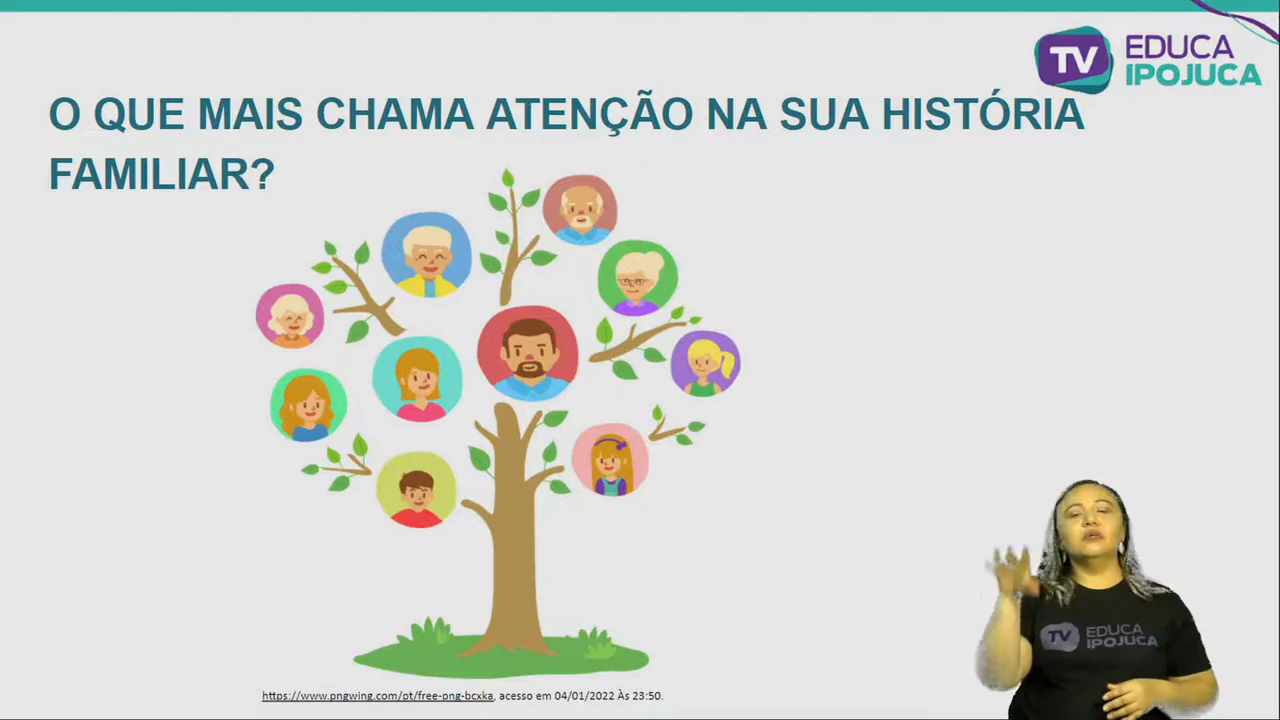 TV EDUCA
IPOJUCA
O QUE MAIS CHAMA ATENÇÃO NA SUA HISTÓRIA
FAMILIAR?
TV EDUCA
IPOJUCA
https://www.pngwing.com/pt/free-png-bcxka, acesso em 04/01/2022 Às 23:50.